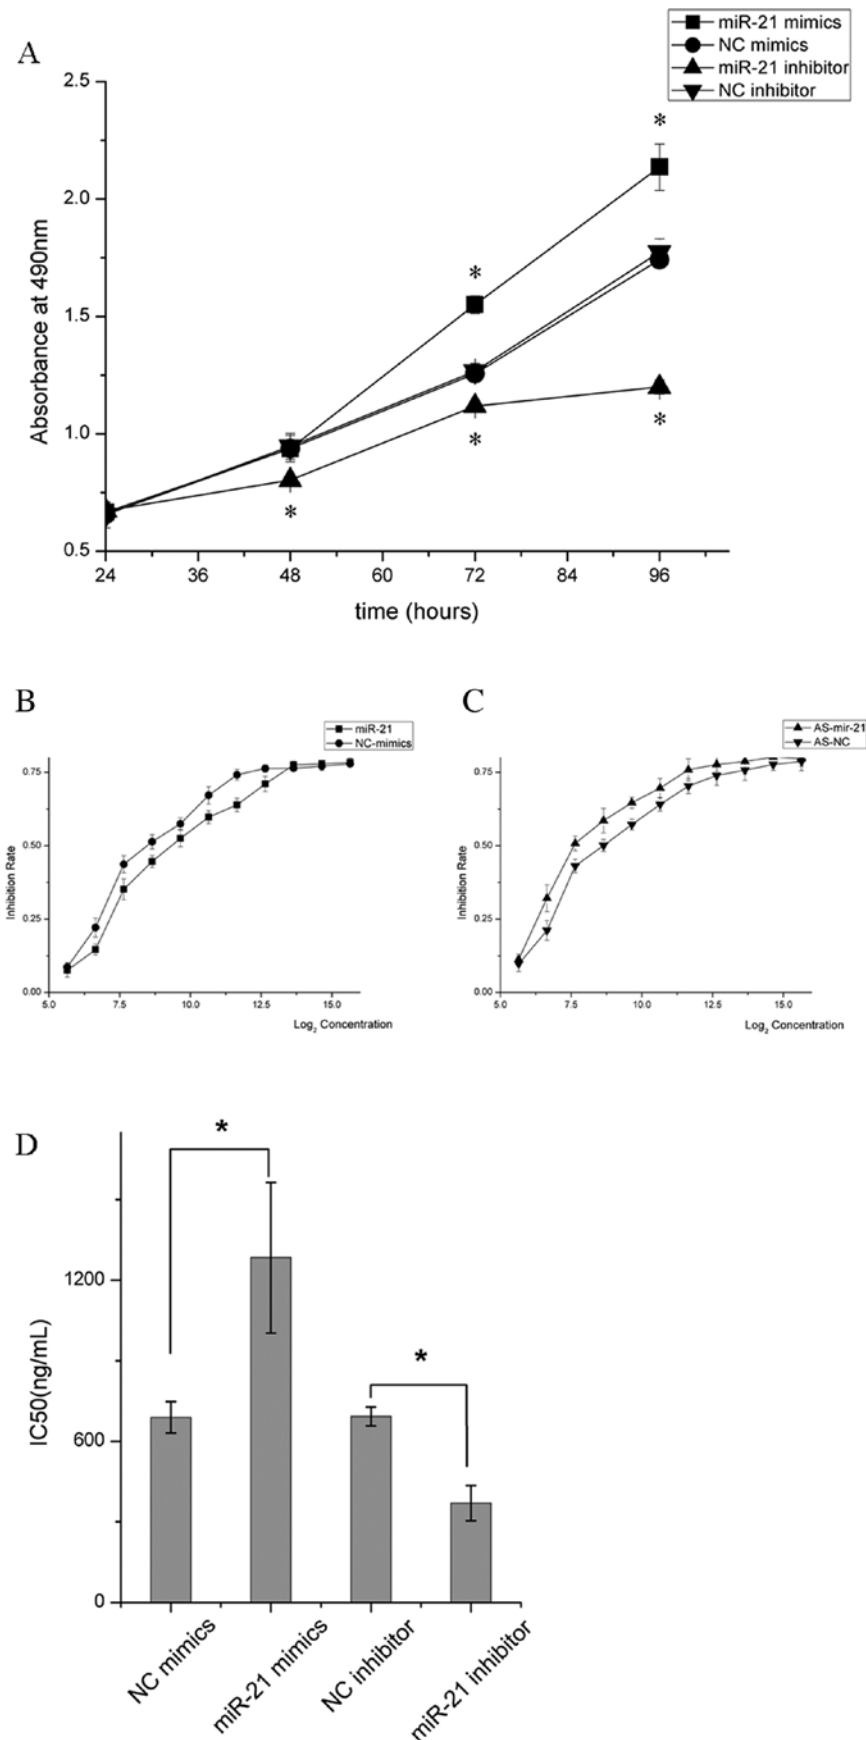 A
miR-21 mimics
NC mimics
miR-21 inhibitor
NC inhibitor
2.5
2.0
1.5
1.0
0.5
Absorbance at 490nm
*
*
*
*
*
24 36 48 60 72 84 96
time (hours)
B
miR-21
NC-mimics
0.75
0.50
0.25
0.00
Inhibition Rate
5.0 7.5 10.0 12.5 15.0
Log2 Concentration
C
AS-mir-21
AS-NC
0.75
0.50
0.25
0.00
Inhibition Rate
5.0 7.5 10.0 12.5 15.0
Log2 Concentration
D
*
*
1200
600
0
IC50(ng/mL)
NC mimics
miR-21 mimics
NC inhibitor
miR-21 inhibitor